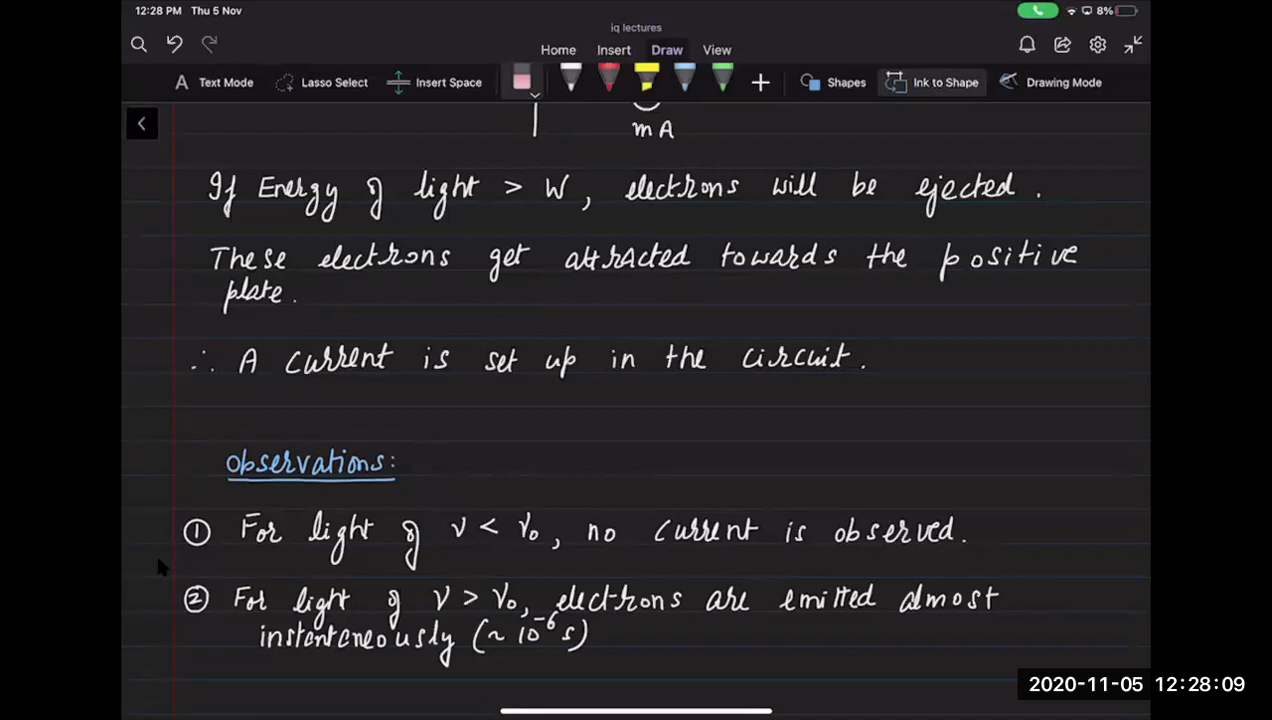 12:28 PM Thu 5 Nov
8%
iq lectures
Home Insert Draw View
Text Mode Lasso Select Insert Space Shapes Ink to Shape Drawing Mode
mA
If Energy of light > W, electrons will be ejected.
These electrons get attracted towards the positive
plate.
∴ A current is set up in the circuit.
Observations:
① For light of ν < ν₀, no current is observed.
② For light of ν > ν₀, electrons are emitted almost
instantaneously (~ 10⁻⁶ s)
2020-11-05 12:28:09